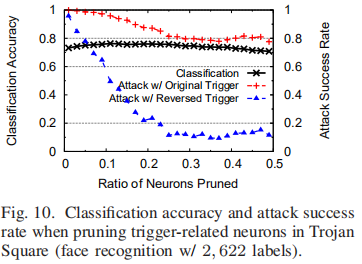 1
0.8
0.6
0.4
0.2
0
1
0.8
0.6
0.4
0.2
0
0 0.1 0.2 0.3 0.4 0.5
Classification Accuracy
Attack Success Rate
Classification
Attack w/ Original Trigger
Attack w/ Reversed Trigger
Ratio of Neurons Pruned
Fig. 10. Classification accuracy and attack success
rate when pruning trigger-related neurons in Trojan
Square (face recognition w/ 2, 622 labels).